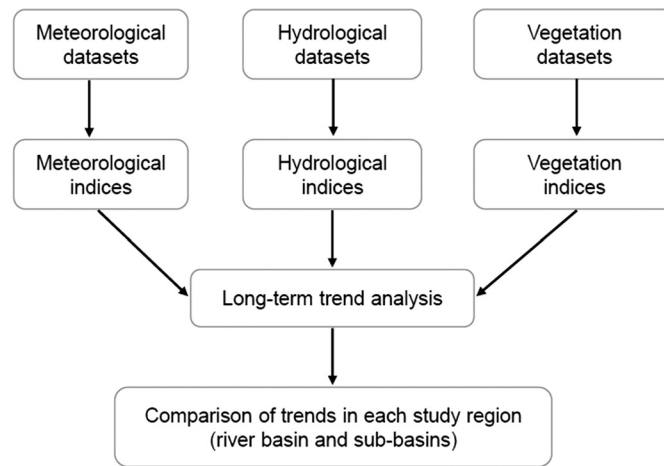 Meteorological
datasets
Hydrological
datasets
Vegetation
datasets
Meteorological
indices
Hydrological
indices
Vegetation
indices
Long-term trend analysis
Comparison of trends in each study region
(river basin and sub-basins)